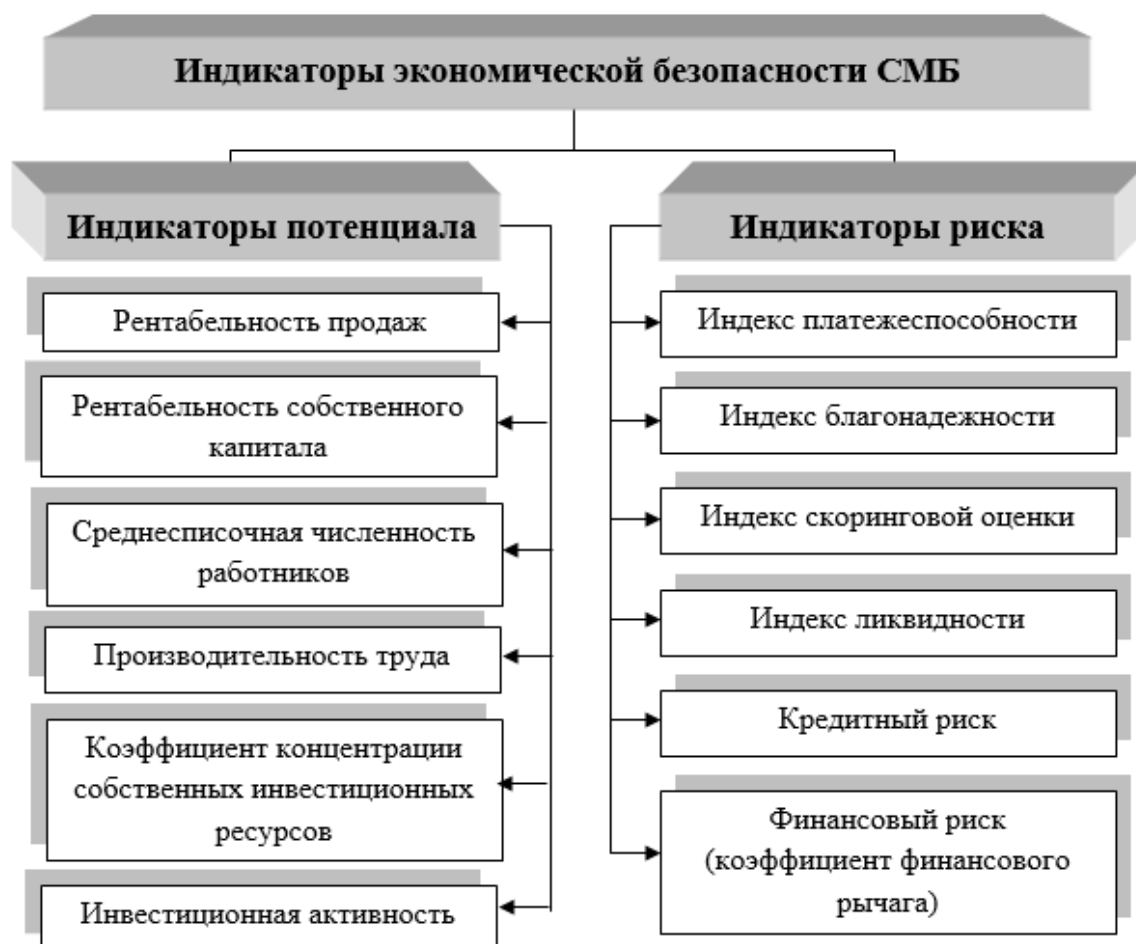 Индикаторы экономической безопасности СМБ
Индикаторы потенциала
Рентабельность продаж
Рентабельность собственного
капитала
Среднесписочная численность
работников
Производительность труда
Коэффициент концентрации
собственных инвестиционных
ресурсов
Инвестиционная активность
Индикаторы риска
Индекс платежеспособности
Индекс благонадежности
Индекс скоринговой оценки
Индекс ликвидности
Кредитный риск
Финансовый риск
(коэффициент финансового
рычага)